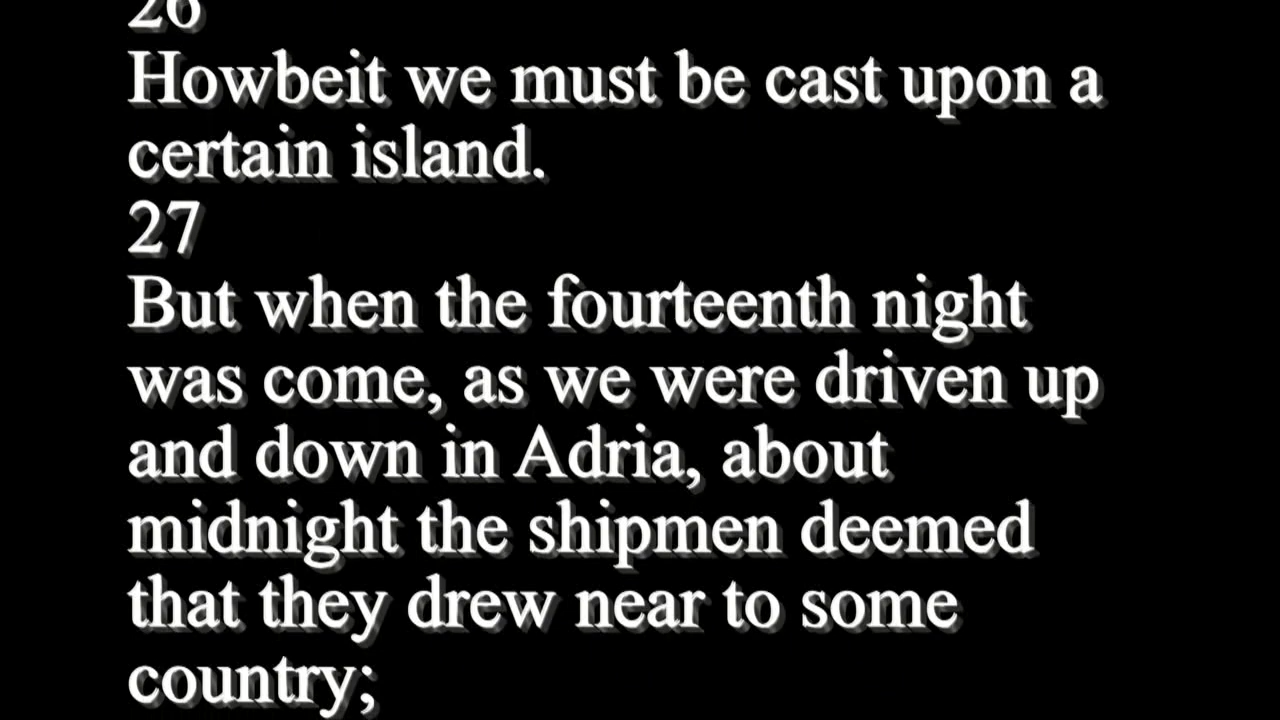 26
Howbeit we must be cast upon a
certain island.
27
But when the fourteenth night
was come, as we were driven up
and down in Adria, about
midnight the shipmen deemed
that they drew near to some
country;